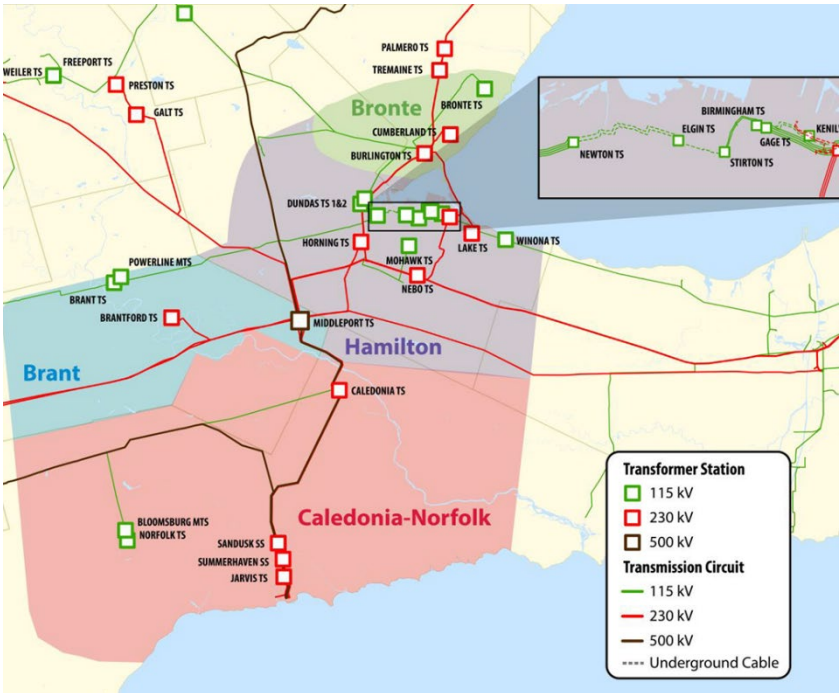 WEILER TS
FREEPORT TS
PRESTON TS
GALT TS
PALMERO TS
TREMAINE TS
Bronte
BRONTE TS
CUMBERLAND TS
BURLINGTON TS
BIRMINGHAM TS
ELGIN TS
KENIL
NEWTON TS
GAGE TS
STIRTON TS
DUNDAS TS 1&2
HORNING TS
LAKE TS
WINONA TS
MOHAWK TS
NEBO TS
POWERLINE MTS
BRANT TS
BRANTFORD TS
MIDDLEPORT TS
Hamilton
Brant
CALEDONIA TS
Caledonia-Norfolk
BLOOMSBURG MTS
NORFOLK TS
SANDUSK SS
SUMMERHAVEN SS
JARVIS TS
Transformer Station
115 kV
230 kV
500 kV
Transmission Circuit
115 kV
230 kV
500 kV
Underground Cable